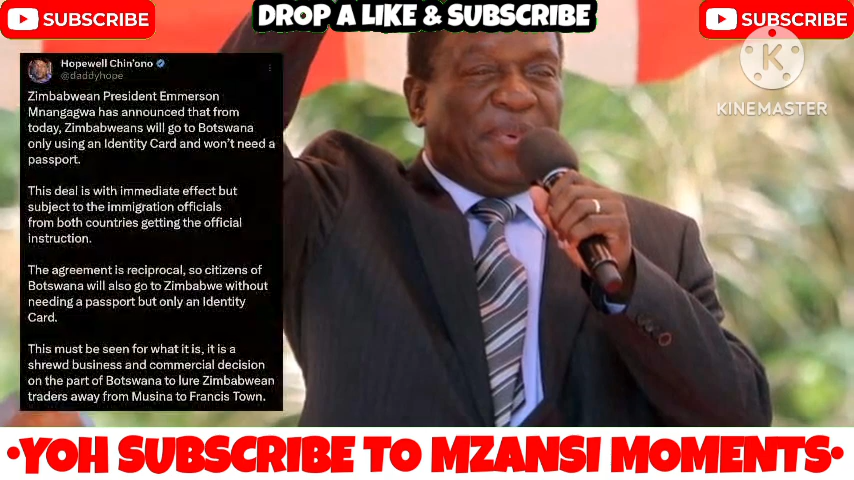 SUBSCRIBE
DROP A LIKE & SUBSCRIBE
SUBSCRIBE
K
KINEMASTER
Hopewell Chin'ono
@daddyhope
Zimbabwean President Emmerson
Mnangagwa has announced that from
today, Zimbabweans will go to Botswana
only using an Identity Card and won't need a
passport.
This deal is with immediate effect but
subject to the immigration officials
from both countries getting the official
instruction.
The agreement is reciprocal, so citizens of
Botswana will also go to Zimbabwe without
needing a passport but only an Identity
Card.
This must be seen for what it is, it is a
shrewd business and commercial decision
on the part of Botswana to lure Zimbabwean
traders away from Musina to Francis Town.
•YOH SUBSCRIBE TO MZANSI MOMENTS•